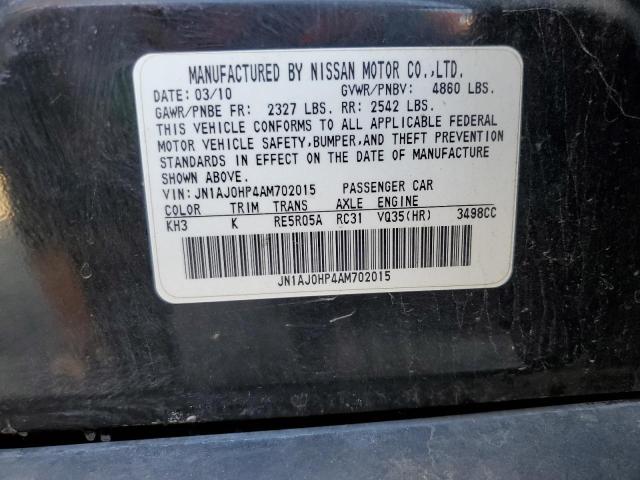 MANUFACTURED BY NISSAN MOTOR CO.,LTD.
DATE: 03/10 GVWR/PNBV: 4860 LBS.
GAWR/PNBE FR: 2327 LBS. RR: 2542 LBS.
THIS VEHICLE CONFORMS TO ALL APPLICABLE FEDERAL
MOTOR VEHICLE SAFETY, BUMPER, AND THEFT PREVENTION
STANDARDS IN EFFECT ON THE DATE OF MANUFACTURE
SHOWN ABOVE.
VIN: JN1AJ0HP4AM702015 PASSENGER CAR
COLOR TRIM TRANS AXLE ENGINE
KH3 K RE5R05A RC31 VQ35(HR) 3498CC
JN1AJ0HP4AM702015